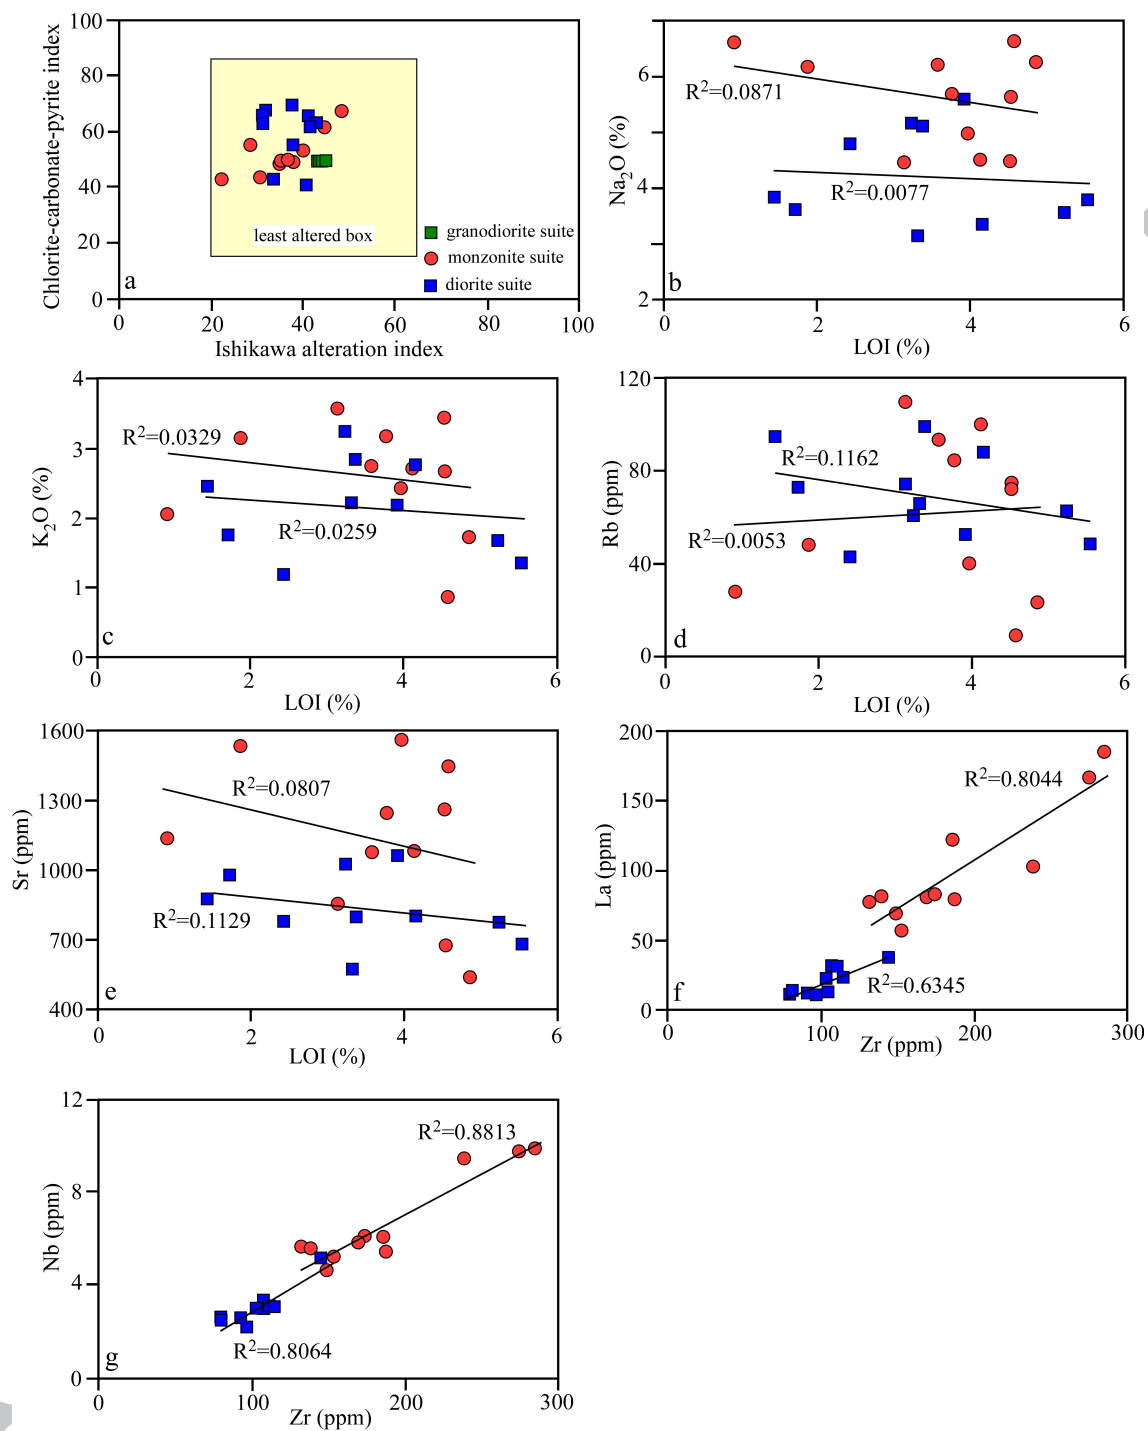 Chlorite-carbonate-pyrite index
100
80
60
40
20
0
least altered box
granodiorite suite
monzonite suite
diorite suite
a
0 20 40 60 80 100
Ishikawa alteration index
Na2O (%)
6
4
2
R2=0.0871
R2=0.0077
b
0 2 4 6
LOI (%)
K2O (%)
4
3
2
1
0
R2=0.0329
R2=0.0259
c
0 2 4 6
LOI (%)
Rb (ppm)
120
80
40
0
R2=0.1162
R2=0.0053
d
0 2 4 6
LOI (%)
Sr (ppm)
1600
1300
1000
700
400
R2=0.0807
R2=0.1129
e
0 2 4 6
LOI (%)
La (ppm)
200
150
100
50
0
R2=0.8044
R2=0.6345
f
0 100 200 300
Zr (ppm)
Nb (ppm)
12
8
4
0
R2=0.8813
R2=0.8064
g
0 100 200 300
Zr (ppm)